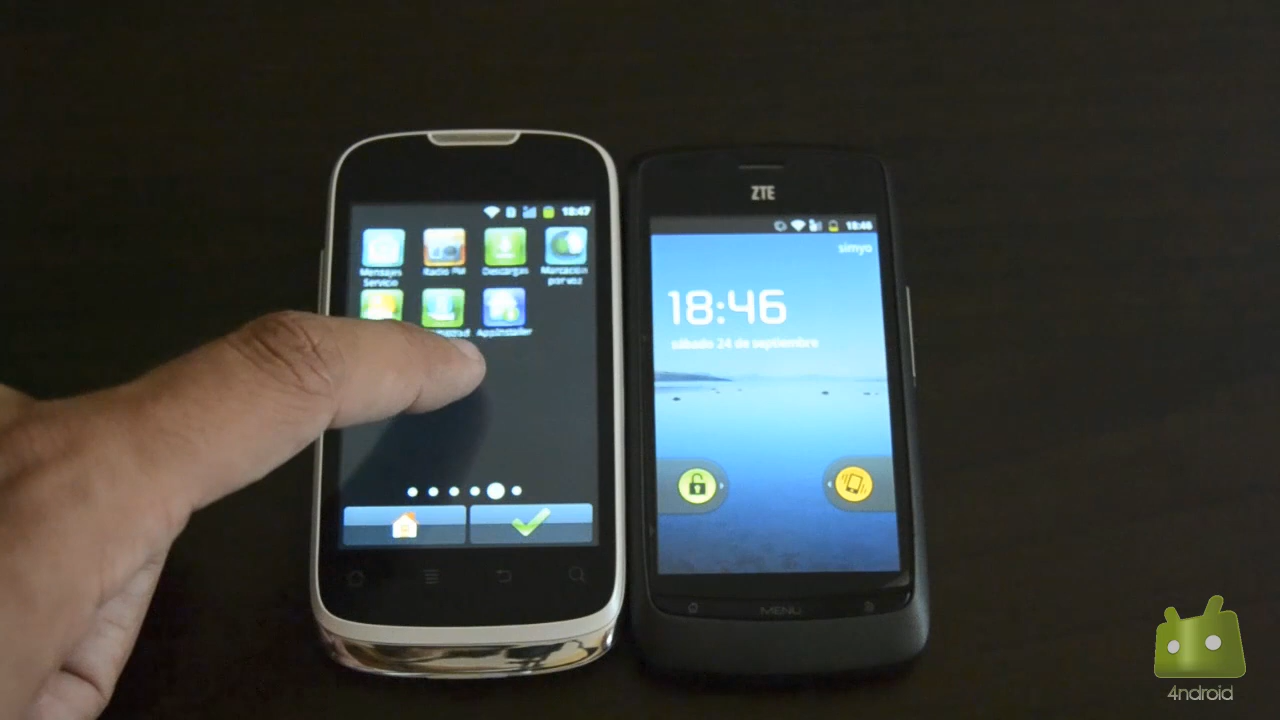 18:47
Mensajes Servicio
Radio FM
Descargas
Marcación por voz
AppInstaller
ZTE
18:46
simyo
18:46
sábado 24 de septiembre
MENU
4ndroid